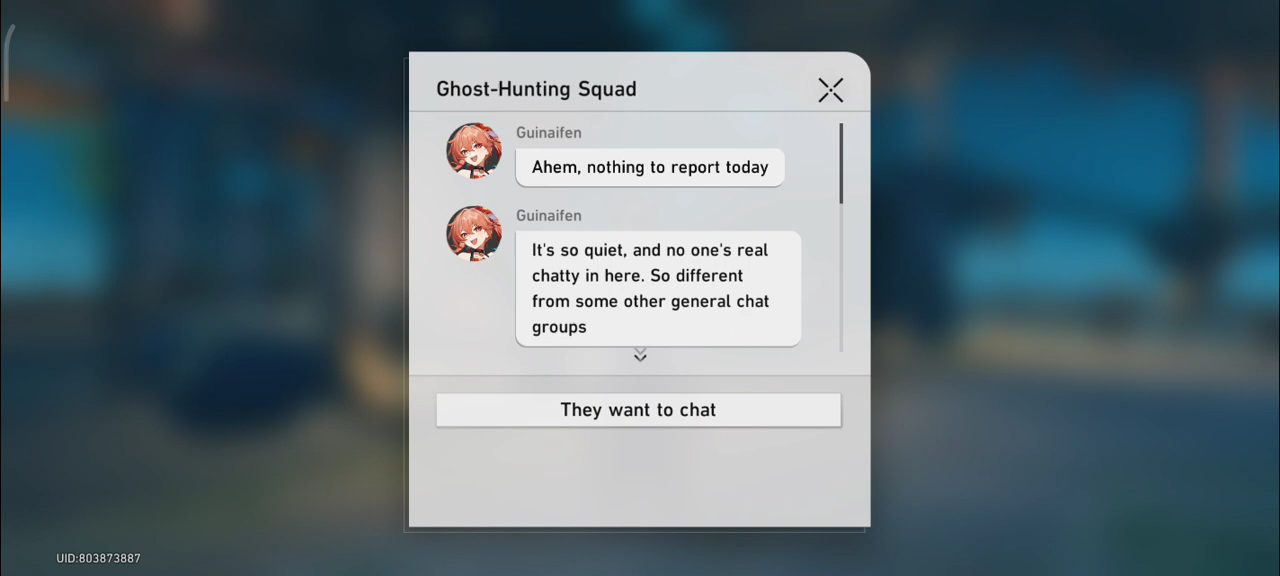 Ghost-Hunting Squad
Guinaifen
Ahem, nothing to report today
Guinaifen
It's so quiet, and no one's real
chatty in here. So different
from some other general chat
groups
They want to chat
UID:803873887